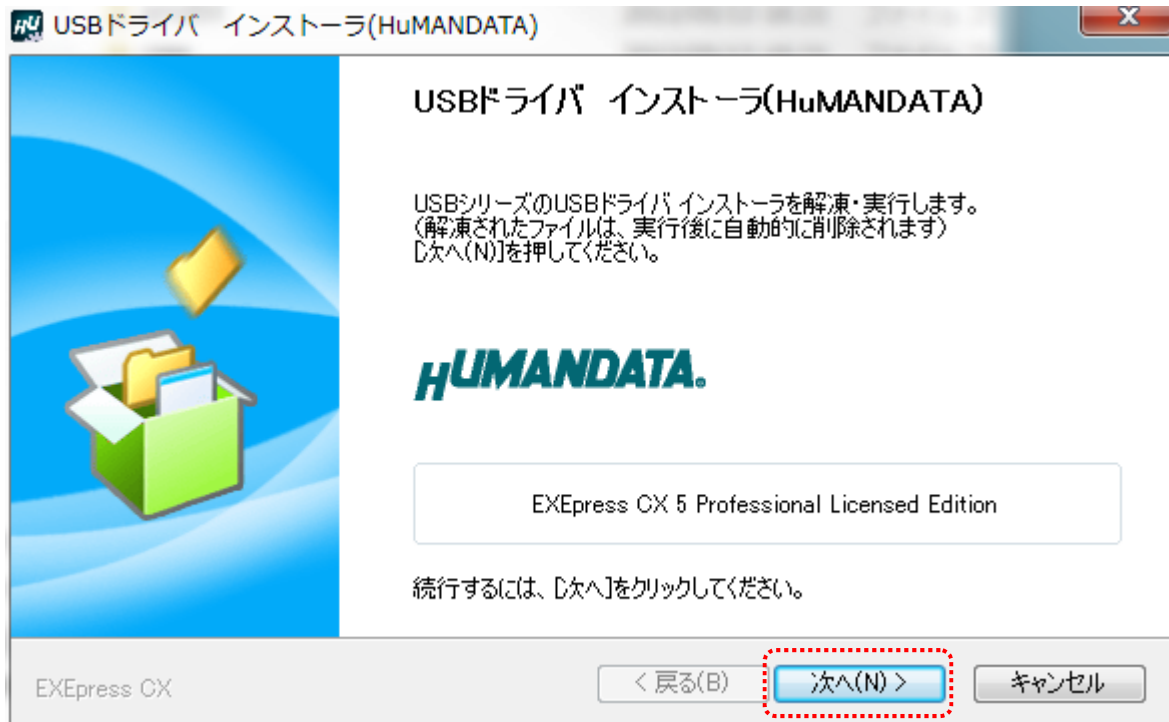 USBドライバ　インストーラ(HuMANDATA)
USBドライバ　インストーラ(HuMANDATA)
USBシリーズのUSBドライバ インストーラを解凍・実行します。
(解凍されたファイルは、実行後に自動的に削除されます)
[次へ(N)]を押してください。
HUMANDATA.
EXEpress CX 5 Professional Licensed Edition
続行するには、[次へ]をクリックしてください。
EXEpress CX
< 戻る(B)
次へ(N) >
キャンセル